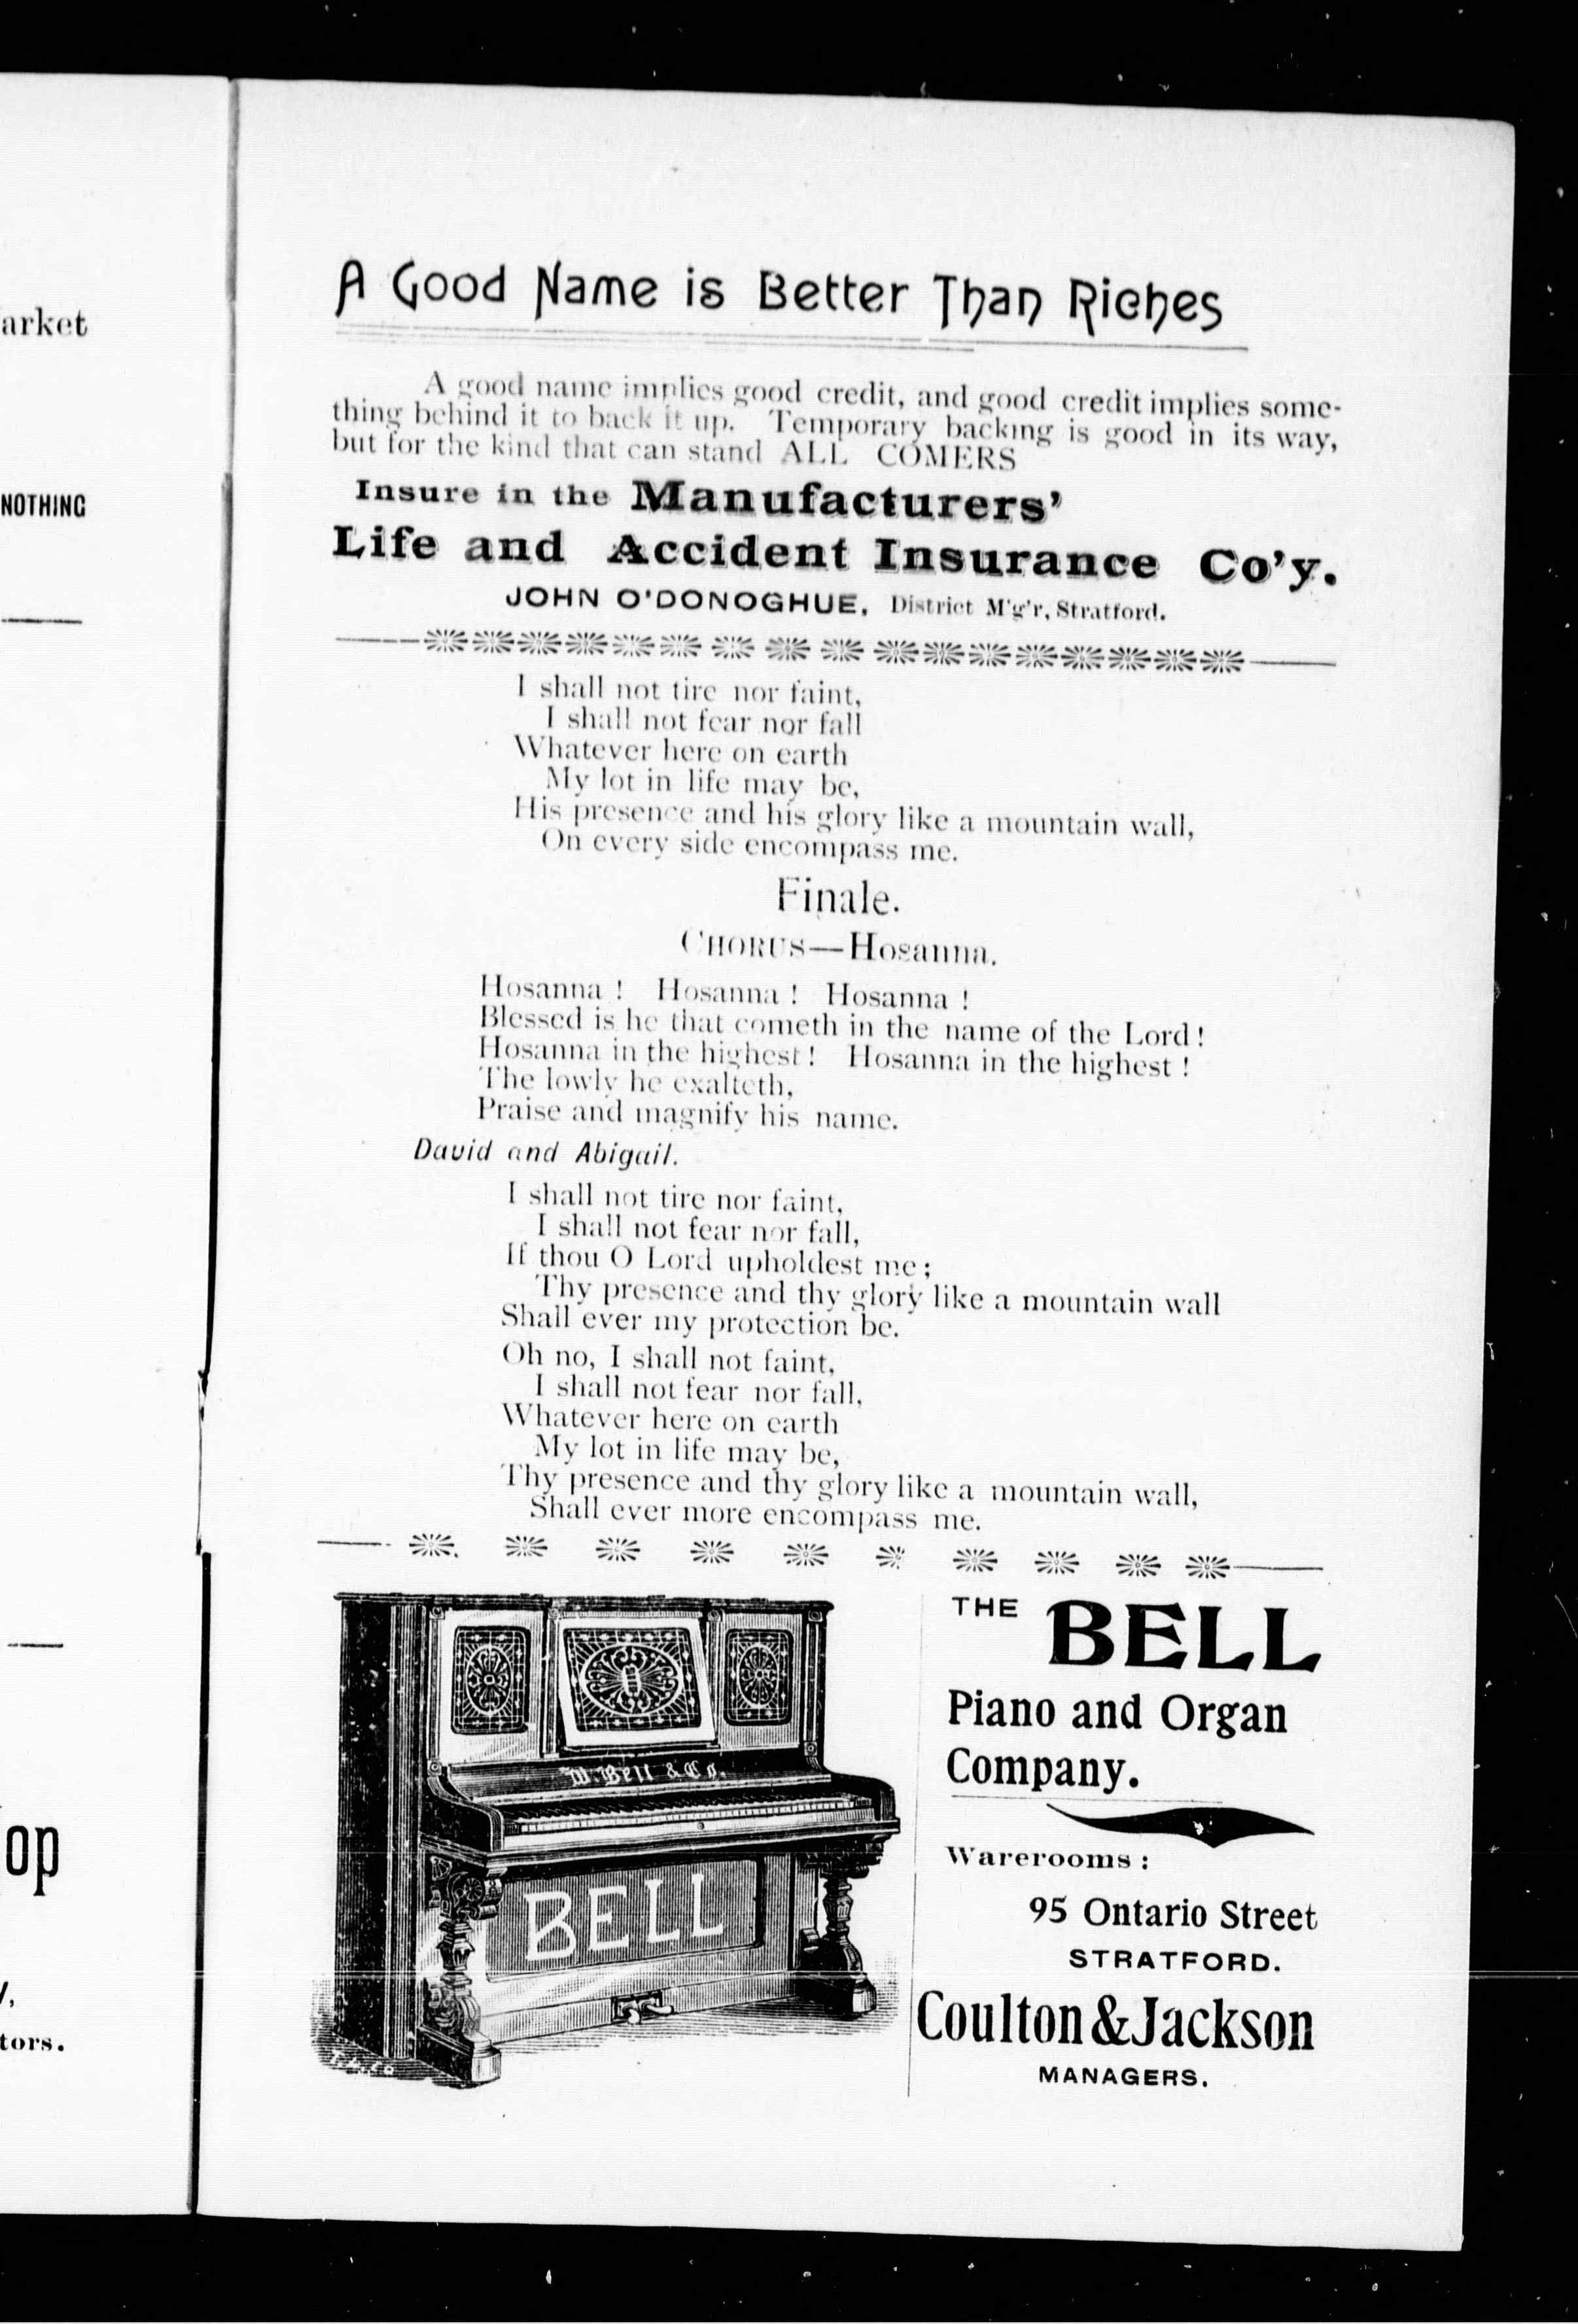 A Good Name is Better Than Riches
A good name implies good credit, and good credit implies some-
thing behind it to back it up. Temporary backing is good in its way,
but for the kind that can stand ALL COMERS
Insure in the Manufacturers'
Life and Accident Insurance Co'y.
JOHN O'DONOGHUE, District M'g'r, Stratford.
I shall not tire nor faint,
I shall not fear nor fall
Whatever here on earth
My lot in life may be,
His presence and his glory like a mountain wall,
On every side encompass me.
Finale.
CHORUS—Hosanna.
Hosanna ! Hosanna ! Hosanna !
Blessed is he that cometh in the name of the Lord !
Hosanna in the highest ! Hosanna in the highest !
The lowly he exalteth,
Praise and magnify his name.
David and Abigail.
I shall not tire nor faint,
I shall not fear nor fall,
If thou O Lord upholdest me ;
Thy presence and thy glory like a mountain wall
Shall ever my protection be.
Oh no, I shall not faint,
I shall not fear nor fall,
Whatever here on earth
My lot in life may be,
Thy presence and thy glory like a mountain wall,
Shall ever more encompass me.
W. Bell & Co.
BELL
THE BELL
Piano and Organ
Company.
Warerooms :
95 Ontario Street
STRATFORD.
Coulton & Jackson
MANAGERS.
arket
NOTHING
op
y,
tors.